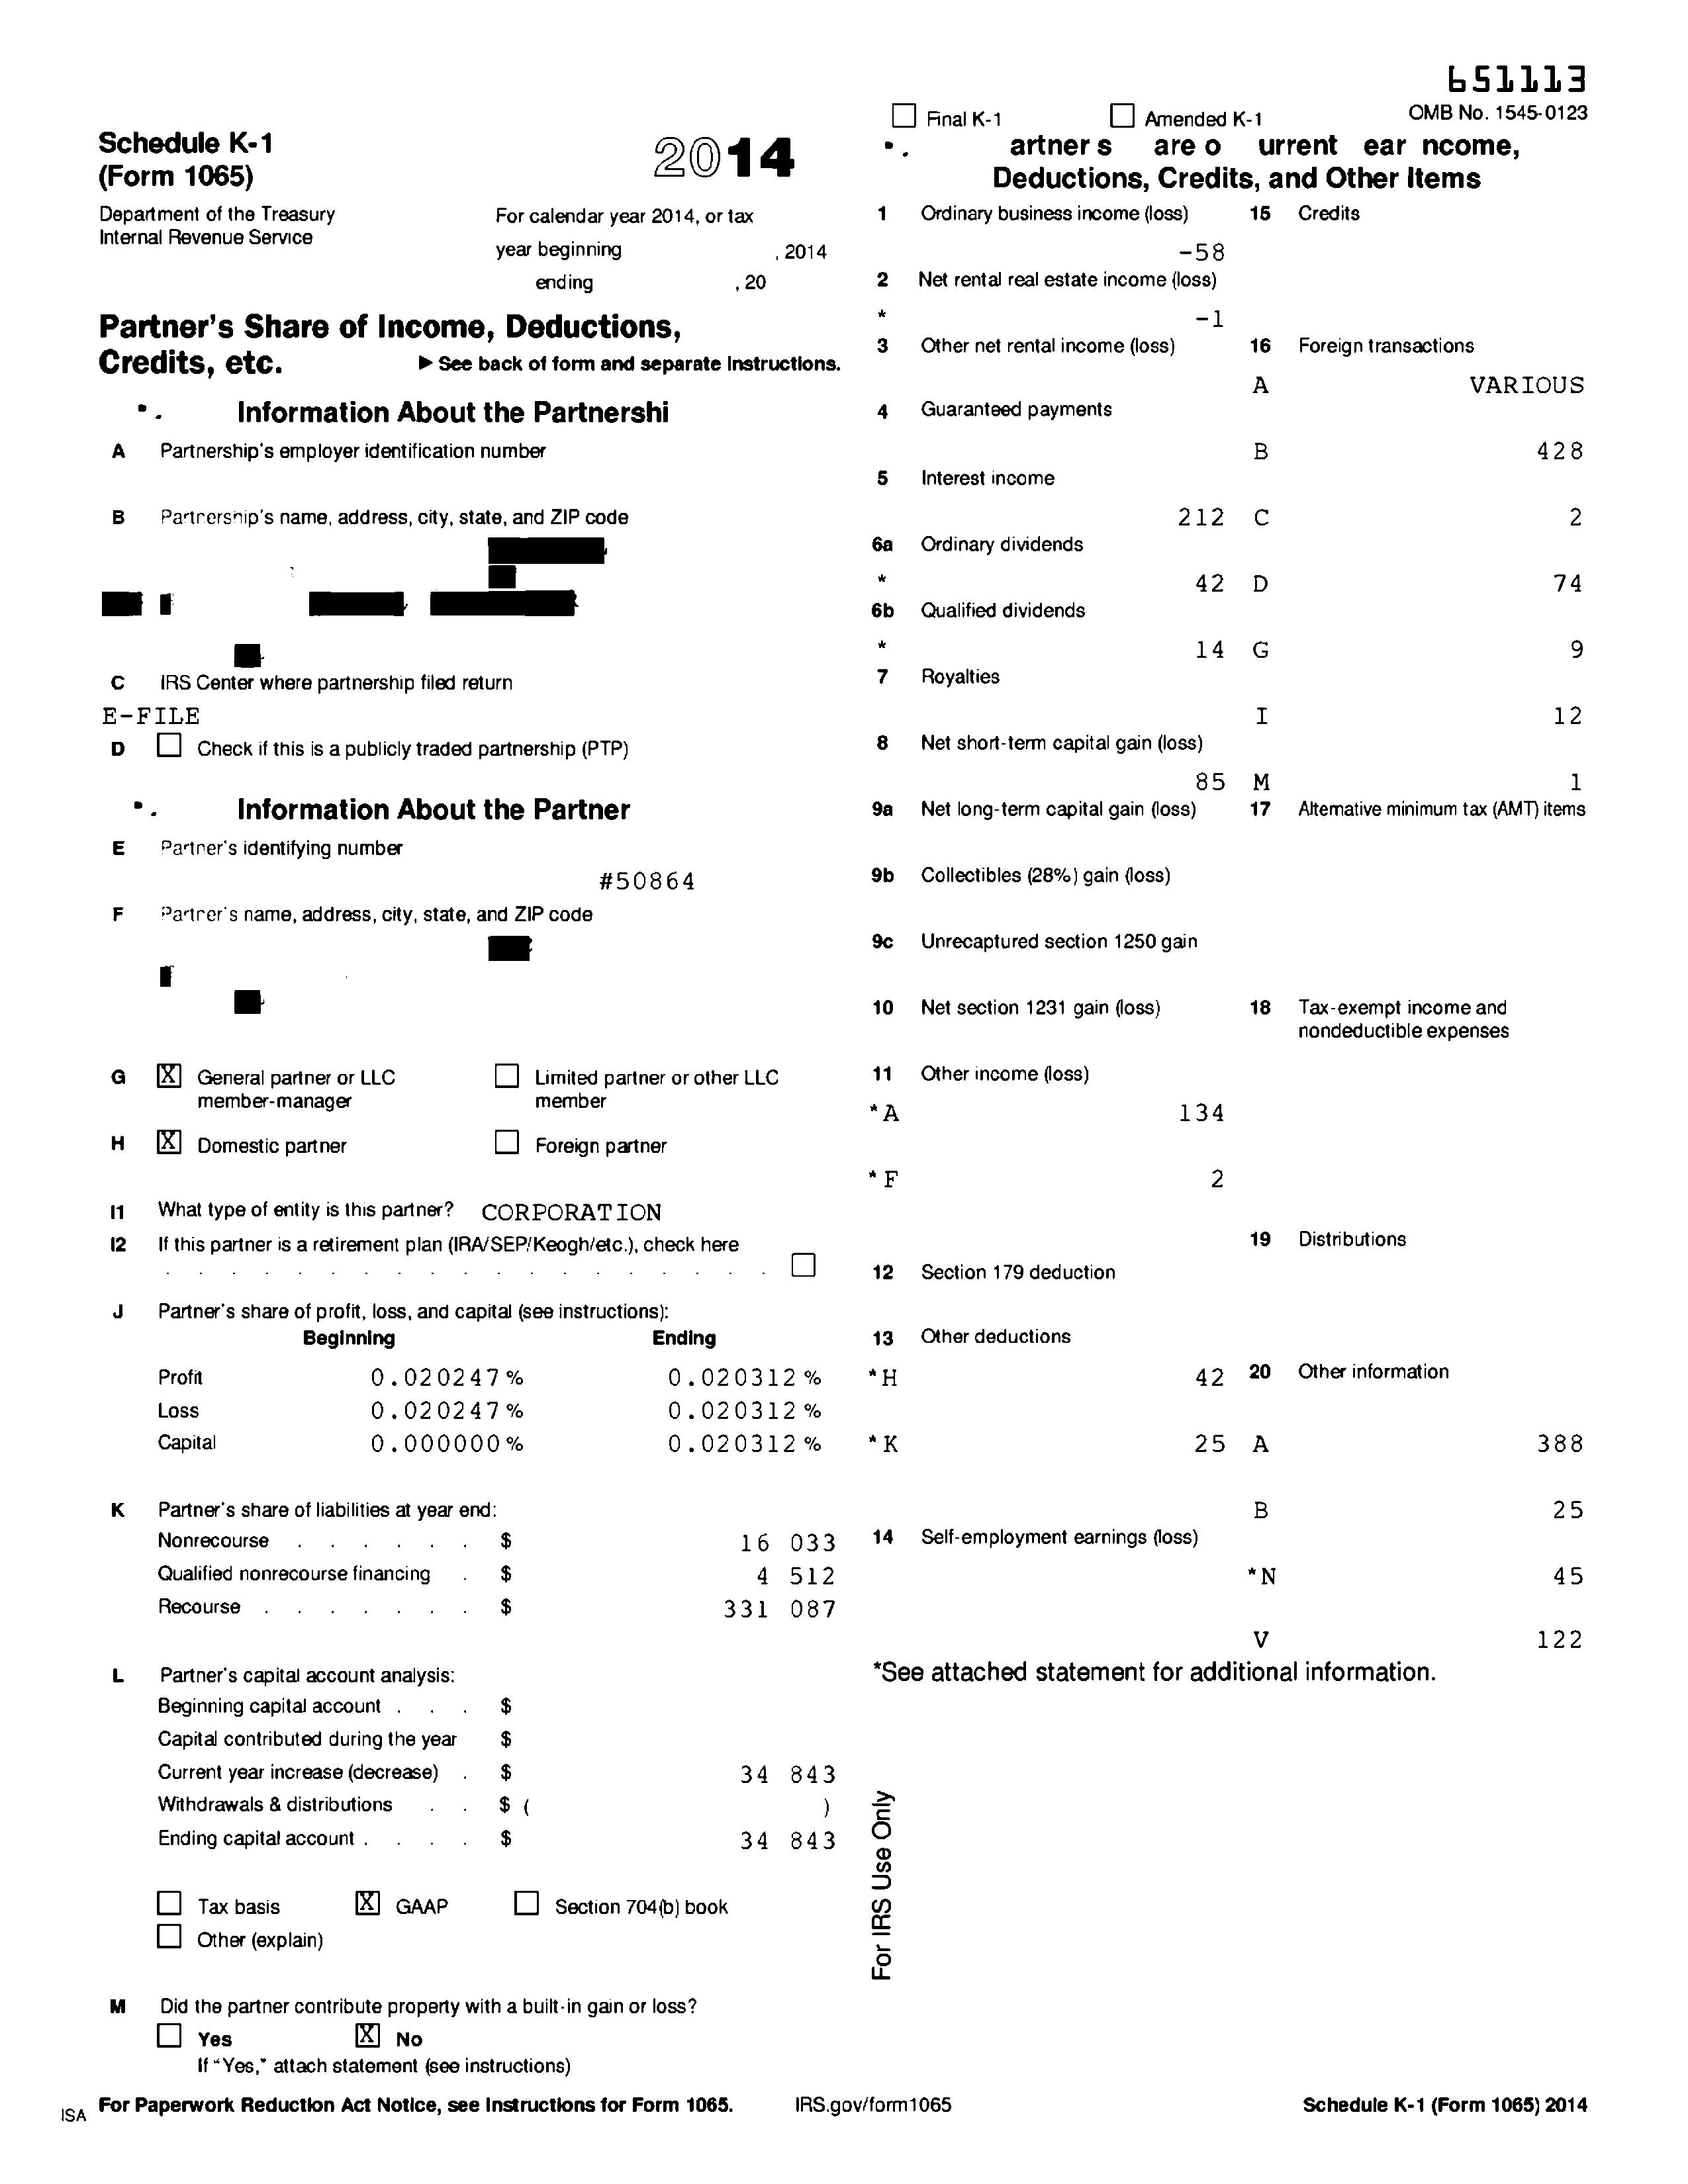 651113
Final K-1
Amended K-1
OMB No. 1545-0123
Schedule K-1
(Form 1065)
2014
Department of the Treasury
Internal Revenue Service
For calendar year 2014, or tax
year beginning , 2014
ending , 20
Partner's Share of Income, Deductions,
Credits, etc. ► See back of form and separate instructions.
Information About the Partnershi
A Partnership's employer identification number
B Partnership's name, address, city, state, and ZIP code
C IRS Center where partnership filed return
E-FILE
D Check if this is a publicly traded partnership (PTP)
Information About the Partner
E Partner's identifying number
#50864
F Partner's name, address, city, state, and ZIP code
G X General partner or LLC member-manager
Limited partner or other LLC member
H X Domestic partner
Foreign partner
I1 What type of entity is this partner? CORPORATION
I2 If this partner is a retirement plan (IRA/SEP/Keogh/etc.), check here
J Partner's share of profit, loss, and capital (see instructions):
Beginning Ending
Profit 0.020247% 0.020312%
Loss 0.020247% 0.020312%
Capital 0.000000% 0.020312%
K Partner's share of liabilities at year end:
Nonrecourse . . . . . . $ 16 033
Qualified nonrecourse financing . $ 4 512
Recourse . . . . . . . $ 331 087
L Partner's capital account analysis:
Beginning capital account . . . $
Capital contributed during the year $
Current year increase (decrease) . $ 34 843
Withdrawals & distributions . . $ ( )
Ending capital account . . . . $ 34 843
Tax basis X GAAP Section 704(b) book
Other (explain)
M Did the partner contribute property with a built-in gain or loss?
Yes X No
If "Yes," attach statement (see instructions)
artner s are o urrent ear ncome,
Deductions, Credits, and Other Items
1 Ordinary business income (loss)
-58
2 Net rental real estate income (loss)
* -1
3 Other net rental income (loss)
4 Guaranteed payments
5 Interest income
212
6a Ordinary dividends
* 42
6b Qualified dividends
* 14
7 Royalties
8 Net short-term capital gain (loss)
85
9a Net long-term capital gain (loss)
9b Collectibles (28%) gain (loss)
9c Unrecaptured section 1250 gain
10 Net section 1231 gain (loss)
11 Other income (loss)
*A 134
*F 2
12 Section 179 deduction
13 Other deductions
*H 42
*K 25
14 Self-employment earnings (loss)
15 Credits
16 Foreign transactions
A VARIOUS
B 428
C 2
D 74
G 9
I 12
M 1
17 Alternative minimum tax (AMT) items
18 Tax-exempt income and
nondeductible expenses
19 Distributions
20 Other information
A 388
B 25
*N 45
V 122
*See attached statement for additional information.
For IRS Use Only
ISA For Paperwork Reduction Act Notice, see Instructions for Form 1065. IRS.gov/form1065 Schedule K-1 (Form 1065) 2014